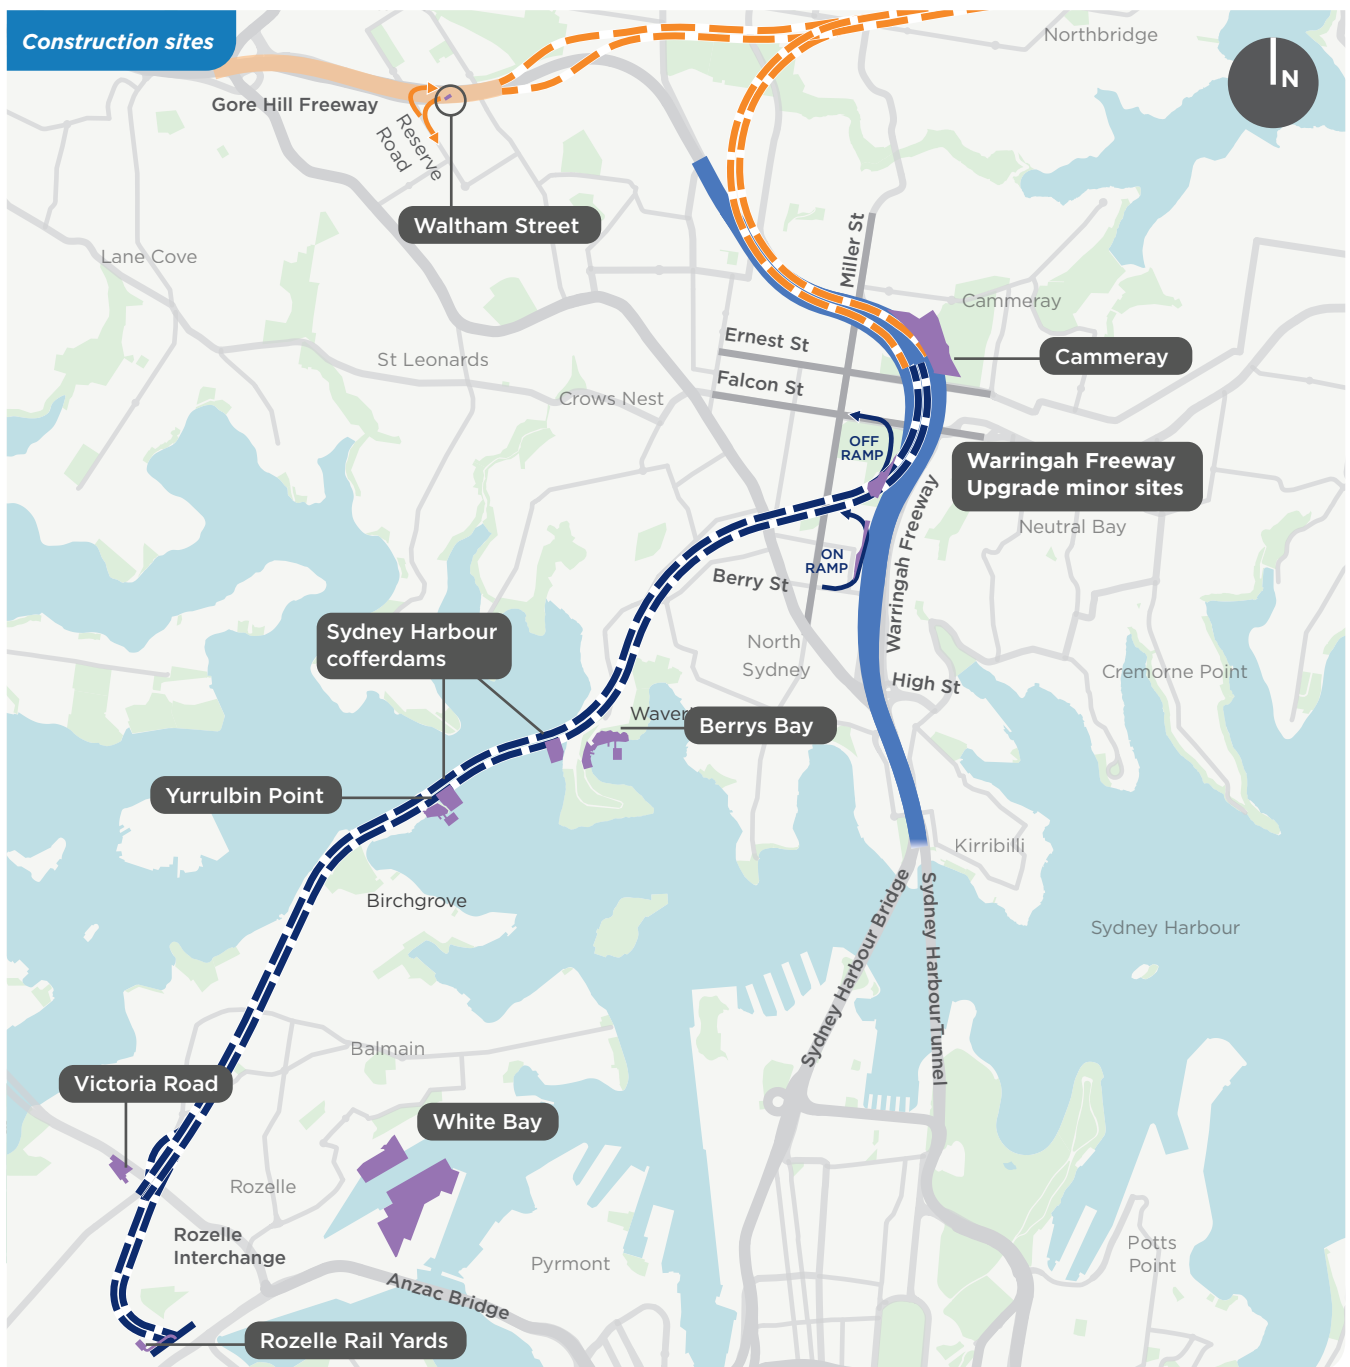 Construction sites
Northbridge
N
Gore Hill Freeway
Reserve
Road
Waltham Street
Lane Cove
Miller St
Cammeray
Ernest St
Cammeray
St Leonards
Falcon St
Crows Nest
OFF
RAMP
Warringah Freeway
Upgrade minor sites
Neutral Bay
Warringah Freeway
ON
RAMP
Berry St
Sydney Harbour
cofferdams
North
Sydney
Cremorne Point
High St
Waver
Berrys Bay
Yurrulbin Point
Kirribilli
Birchgrove
Sydney Harbour Bridge
Sydney HarbourTunnel
Sydney Harbour
Balmain
Victoria Road
White Bay
Rozelle
Rozelle
Interchange
Pyrmont
Potts
Point
Anzac Bridge
Rozelle Rail Yards